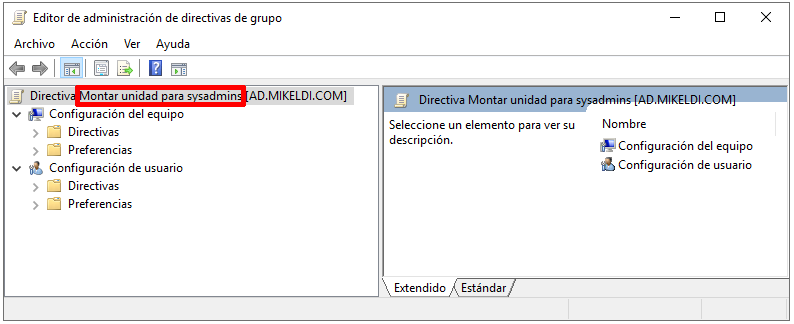 Editor de administración de directivas de grupo
Archivo Acción Ver Ayuda
Directiva Montar unidad para sysadmins [AD.MIKELDI.COM]
Configuración del equipo
Directivas
Preferencias
Configuración de usuario
Directivas
Preferencias
Directiva Montar unidad para sysadmins [AD.MIKELDI.COM]
Seleccione un elemento para ver su
descripción.
Nombre
Configuración del equipo
Configuración de usuario
Extendido Estándar